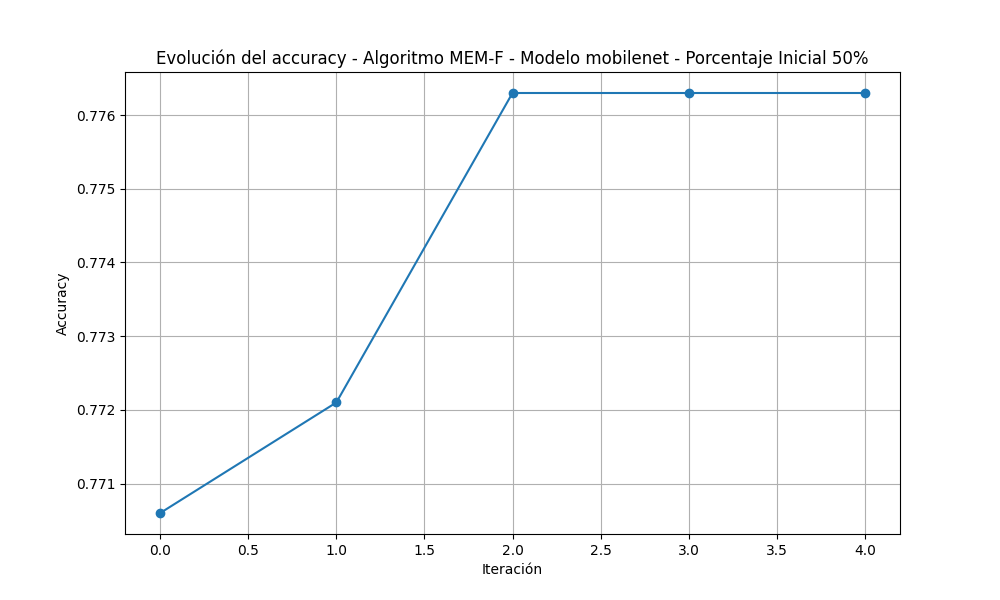 Evolución del accuracy - Algoritmo MEM-F - Modelo mobilenet - Porcentaje Inicial 50%
0.776
0.775
0.774
0.773
0.772
0.771
Accuracy
0.0 0.5 1.0 1.5 2.0 2.5 3.0 3.5 4.0
Iteración